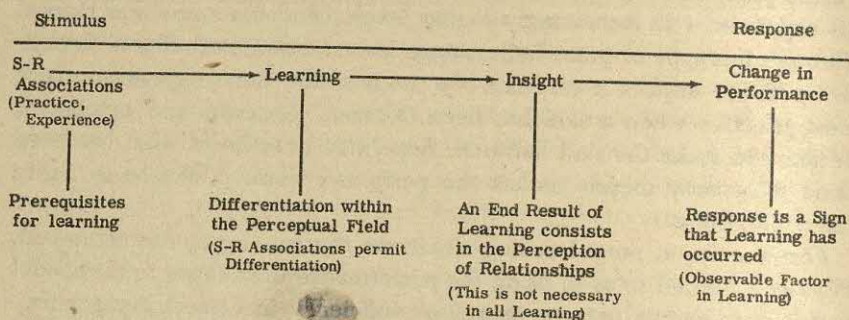 Stimulus
Response
S-R
Associations
(Practice,
Experience)
Learning
Insight
Change in
Performance
Prerequisites
for learning
Differentiation within
the Perceptual Field
(S-R Associations permit
Differentiation)
An End Result of
Learning consists
in the Perception
of Relationships
(This is not necessary
in all Learning)
Response is a Sign
that Learning has
occurred
(Observable Factor
in Learning)